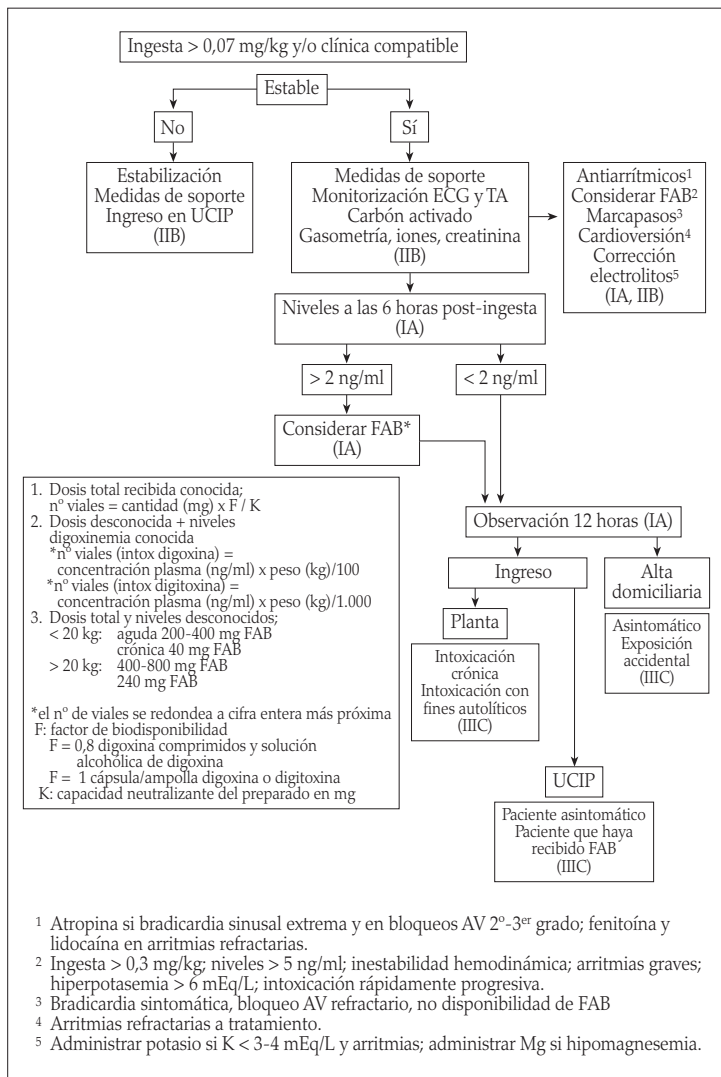 Ingesta > 0,07 mg/kg y/o clínica compatible
Estable
No
Sí
Estabilización
Medidas de soporte
Ingreso en UCIP
(IIB)
Medidas de soporte
Monitorización ECG y TA
Carbón activado
Gasometría, iones, creatinina
(IIB)
Antiarrítmicos¹
Considerar FAB²
Marcapasos³
Cardioversión⁴
Corrección
electrolitos⁵
(IA, IIB)
Niveles a las 6 horas post-ingesta
(IA)
> 2 ng/ml
< 2 ng/ml
Considerar FAB*
(IA)
1. Dosis total recibida conocida;
nº viales = cantidad (mg) x F / K
2. Dosis desconocida + niveles
digoxinemia conocida
*nº viales (intox digoxina) =
concentración plasma (ng/ml) x peso (kg)/100
*nº viales (intox digitoxina) =
concentración plasma (ng/ml) x peso (kg)/1.000
3. Dosis total y niveles desconocidos;
< 20 kg: aguda 200-400 mg FAB
crónica 40 mg FAB
> 20 kg: 400-800 mg FAB
240 mg FAB
*el nº de viales se redondea a cifra entera más próxima
F: factor de biodisponibilidad
F = 0,8 digoxina comprimidos y solución
alcohólica de digoxina
F = 1 cápsula/ampolla digoxina o digitoxina
K: capacidad neutralizante del preparado en mg
Observación 12 horas (IA)
Ingreso
Alta
domiciliaria
Planta
Asintomático
Exposición
accidental
(IIIC)
Intoxicación
crónica
Intoxicación con
fines autolíticos
(IIIC)
UCIP
Paciente asintomático
Paciente que haya
recibido FAB
(IIIC)
¹ Atropina si bradicardia sinusal extrema y en bloqueos AV 2º-3er grado; fenitoína y
lidocaína en arritmias refractarias.
² Ingesta > 0,3 mg/kg; niveles > 5 ng/ml; inestabilidad hemodinámica; arritmias graves;
hiperpotasemia > 6 mEq/L; intoxicación rápidamente progresiva.
³ Bradicardia sintomática, bloqueo AV refractario, no disponibilidad de FAB
⁴ Arritmias refractarias a tratamiento.
⁵ Administrar potasio si K < 3-4 mEq/L y arritmias; administrar Mg si hipomagnesemia.